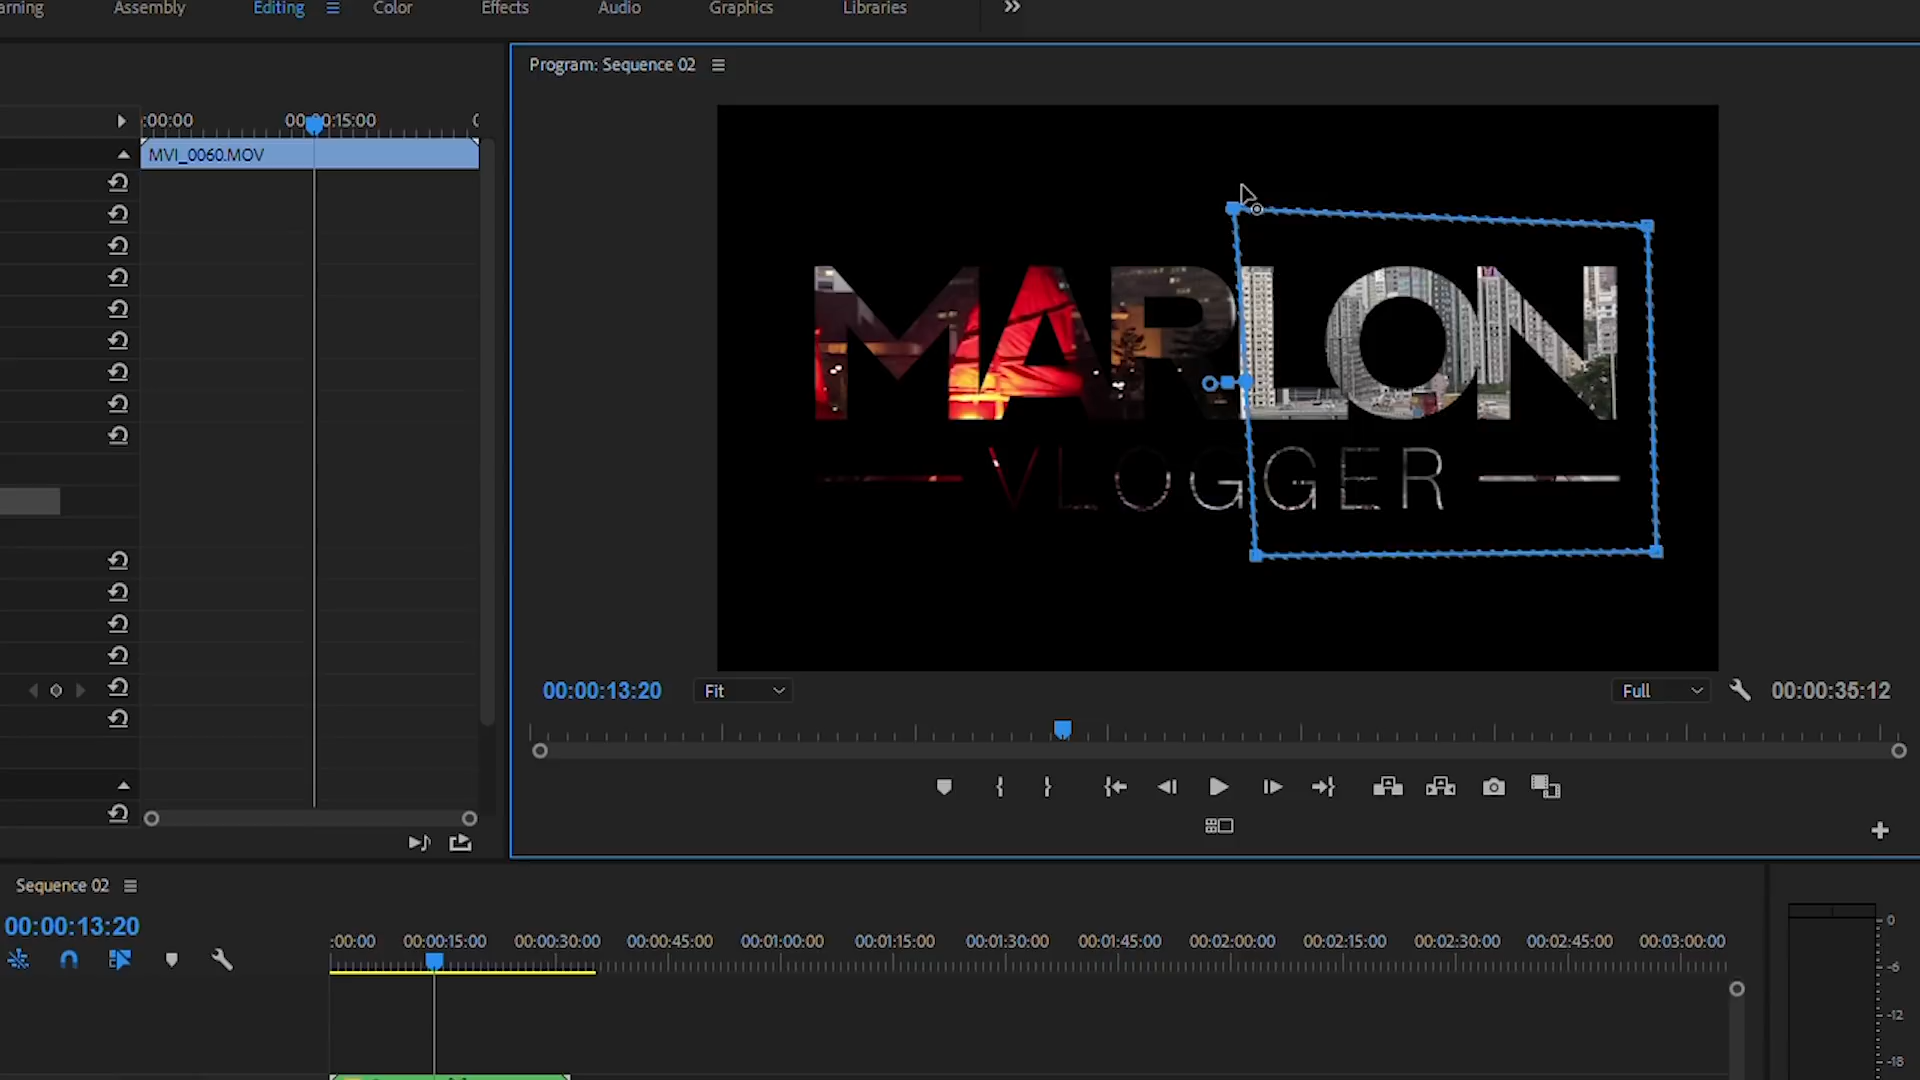 arning Assembly Editing Color Effects Audio Graphics Libraries
Program: Sequence 02
:00:00 00:00:15:00
MVI_0060.MOV
MARLON
VLOGGER
00:00:13:20 Fit Full 00:00:35:12
Sequence 02
00:00:13:20
:00:00 00:00:15:00 00:00:30:00 00:00:45:00 00:01:00:00 00:01:15:00 00:01:30:00 00:01:45:00 00:02:00:00 00:02:15:00 00:02:30:00 00:02:45:00 00:03:00:00
0
-6
-12
-18